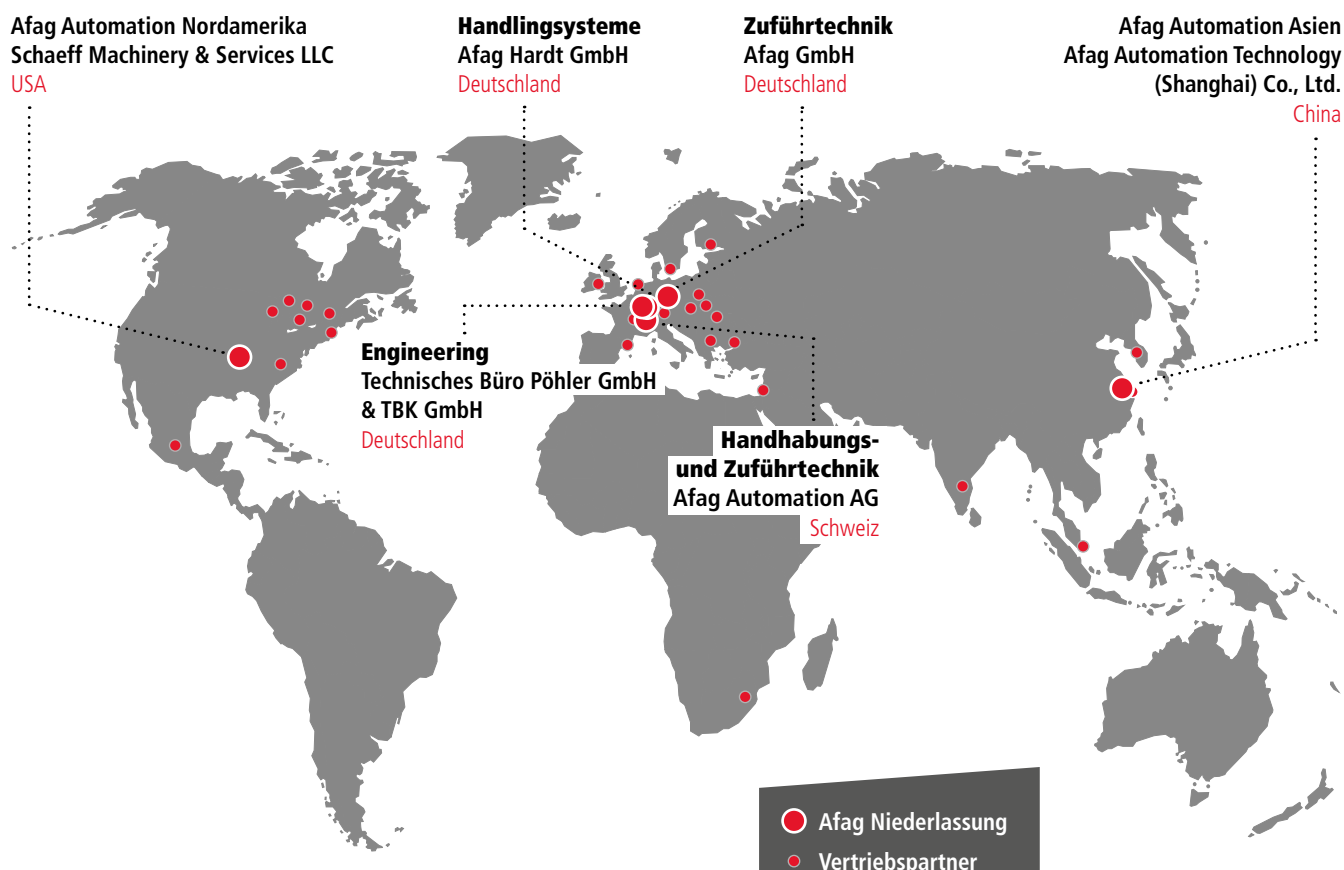 Afag Automation Nordamerika
Schaeff Machinery & Services LLC
USA
Handlingsysteme
Afag Hardt GmbH
Deutschland
Zuführtechnik
Afag GmbH
Deutschland
Afag Automation Asien
Afag Automation Technology
(Shanghai) Co., Ltd.
China
Engineering
Technisches Büro Pöhler GmbH
& TBK GmbH
Deutschland
Handhabungs-
und Zuführtechnik
Afag Automation AG
Schweiz
Afag Niederlassung
Vertriebspartner